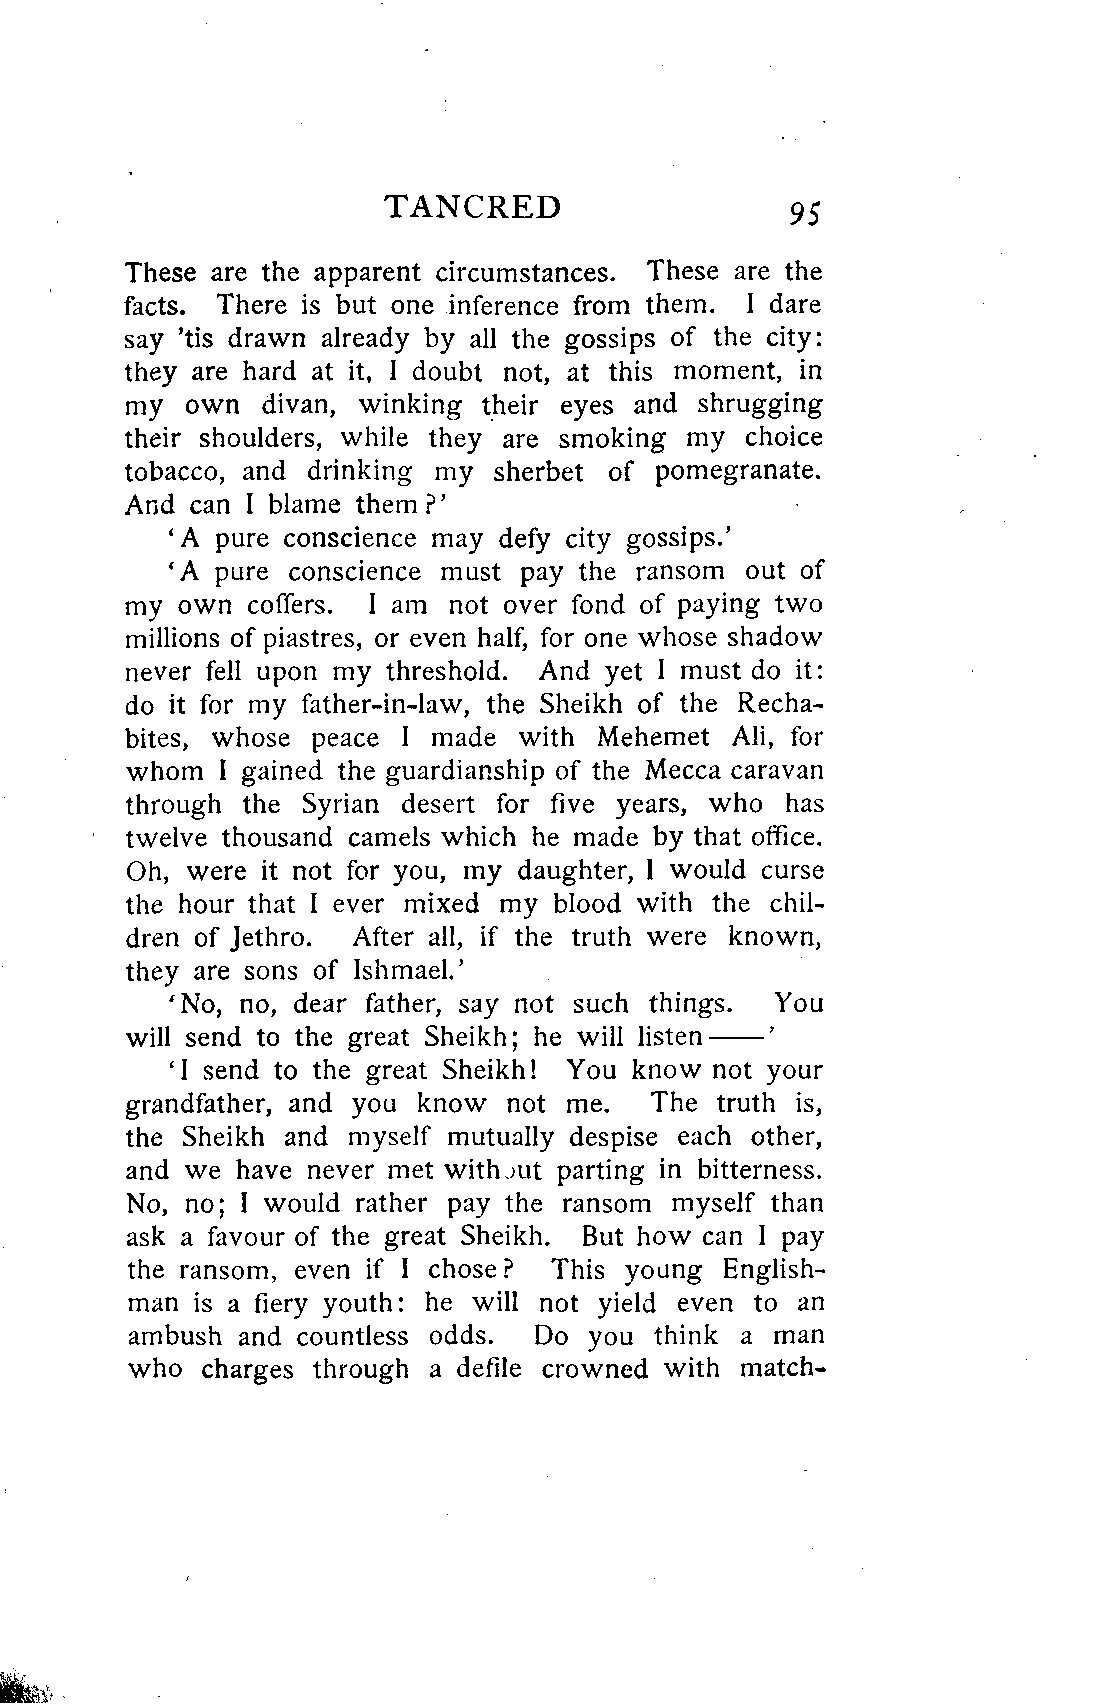 TANCRED 95
These are the apparent circumstances. These are the
facts. There is but one inference from them. I dare
say 'tis drawn already by all the gossips of the city:
they are hard at it, I doubt not, at this moment, in
my own divan, winking their eyes and shrugging
their shoulders, while they are smoking my choice
tobacco, and drinking my sherbet of pomegranate.
And can I blame them?'
'A pure conscience may defy city gossips.'
'A pure conscience must pay the ransom out of
my own coffers. I am not over fond of paying two
millions of piastres, or even half, for one whose shadow
never fell upon my threshold. And yet I must do it:
do it for my father-in-law, the Sheikh of the Recha-
bites, whose peace I made with Mehemet Ali, for
whom I gained the guardianship of the Mecca caravan
through the Syrian desert for five years, who has
twelve thousand camels which he made by that office.
Oh, were it not for you, my daughter, I would curse
the hour that I ever mixed my blood with the chil-
dren of Jethro. After all, if the truth were known,
they are sons of Ishmael.'
'No, no, dear father, say not such things. You
will send to the great Sheikh; he will listen——'
'I send to the great Sheikh! You know not your
grandfather, and you know not me. The truth is,
the Sheikh and myself mutually despise each other,
and we have never met without parting in bitterness.
No, no; I would rather pay the ransom myself than
ask a favour of the great Sheikh. But how can I pay
the ransom, even if I chose? This young English-
man is a fiery youth: he will not yield even to an
ambush and countless odds. Do you think a man
who charges through a defile crowned with match-